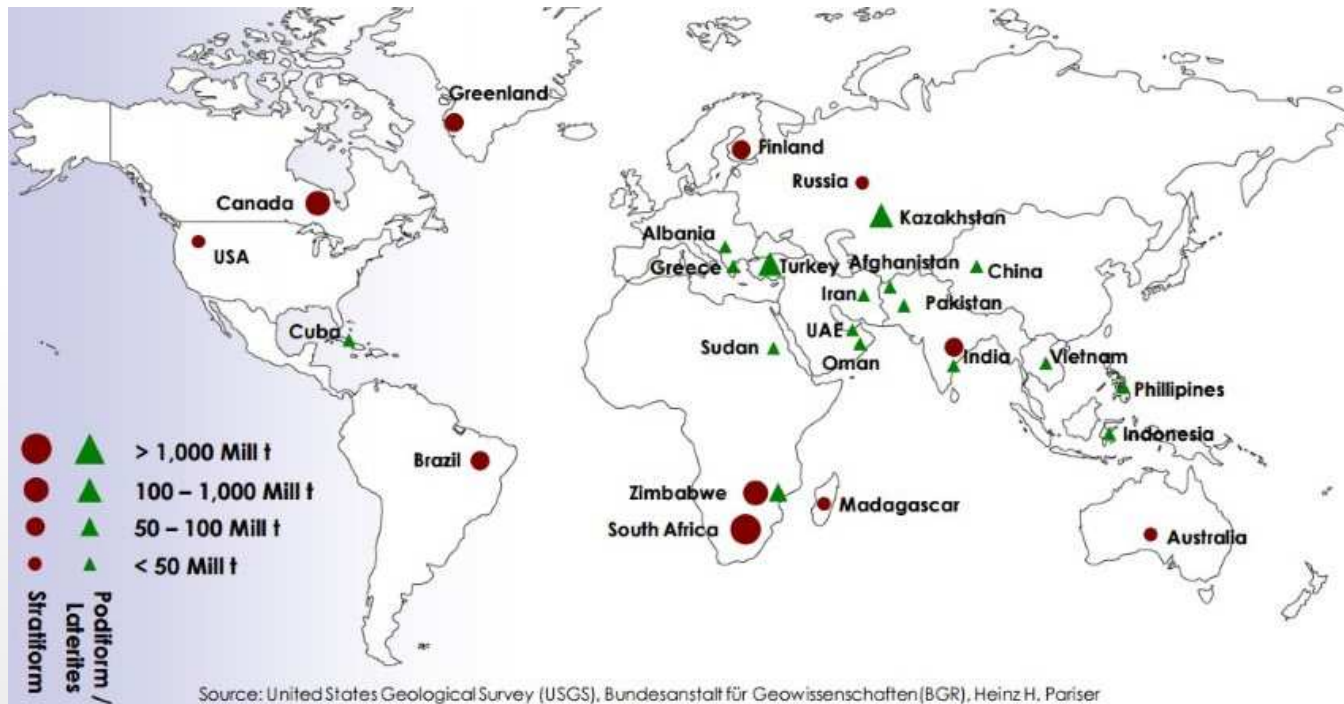 Greenland
Finland
Russia
Canada
Kazakhstan
USA
Albania
Greece
Turkey
Afghanistan
China
Iran
Pakistan
Cuba
UAE
Sudan
Oman
India
Vietnam
Phillipines
Indonesia
Brazil
Zimbabwe
Madagascar
South Africa
Australia
> 1,000 Mill t
100 – 1,000 Mill t
50 – 100 Mill t
< 50 Mill t
Stratiform
Podiform /
Laterites
Source: United States Geological Survey (USGS), Bundesanstalt für Geowissenschaften (BGR), Heinz H. Pariser